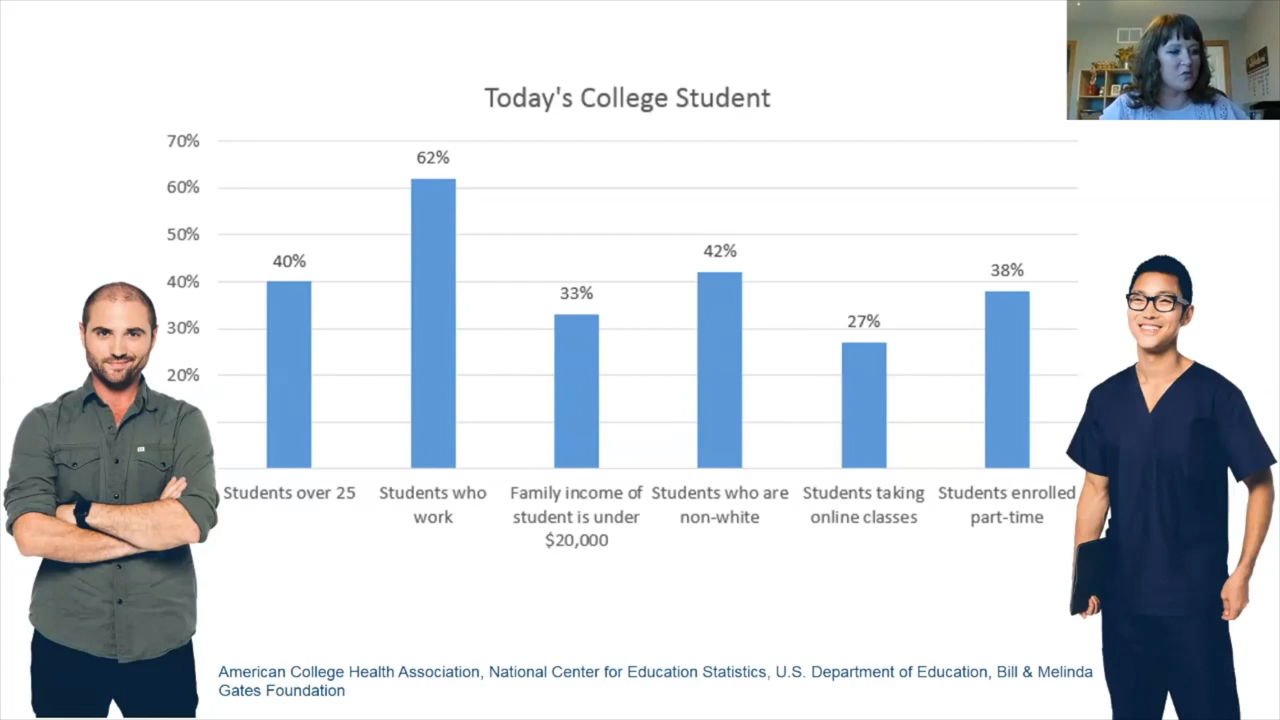 Today's College Student
70%
60%
50%
40%
30%
20%
40%
62%
33%
42%
27%
38%
Students over 25
Students who
work
Family income of
student is under
$20,000
Students who are
non-white
Students taking
online classes
Students enrolled
part-time
American College Health Association, National Center for Education Statistics, U.S. Department of Education, Bill & Melinda
Gates Foundation